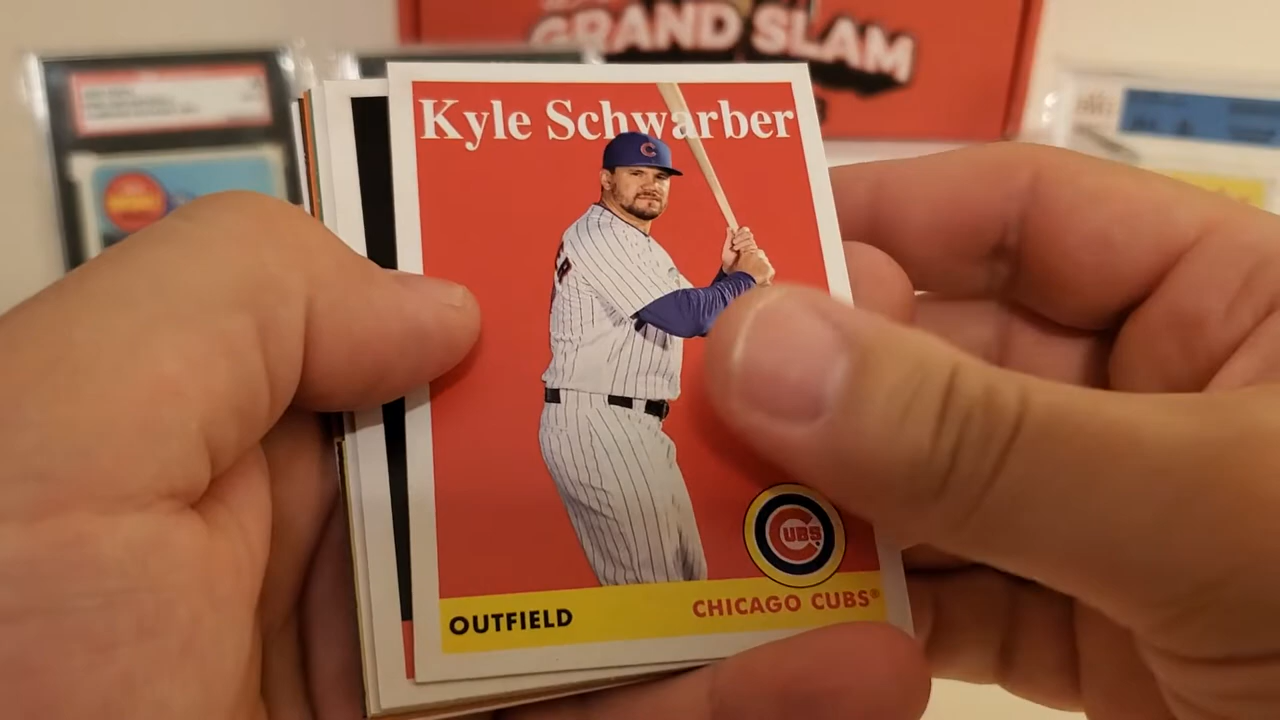 GRAND SLAM
Kyle Schwarber
C
CUBS
OUTFIELD
CHICAGO CUBS®